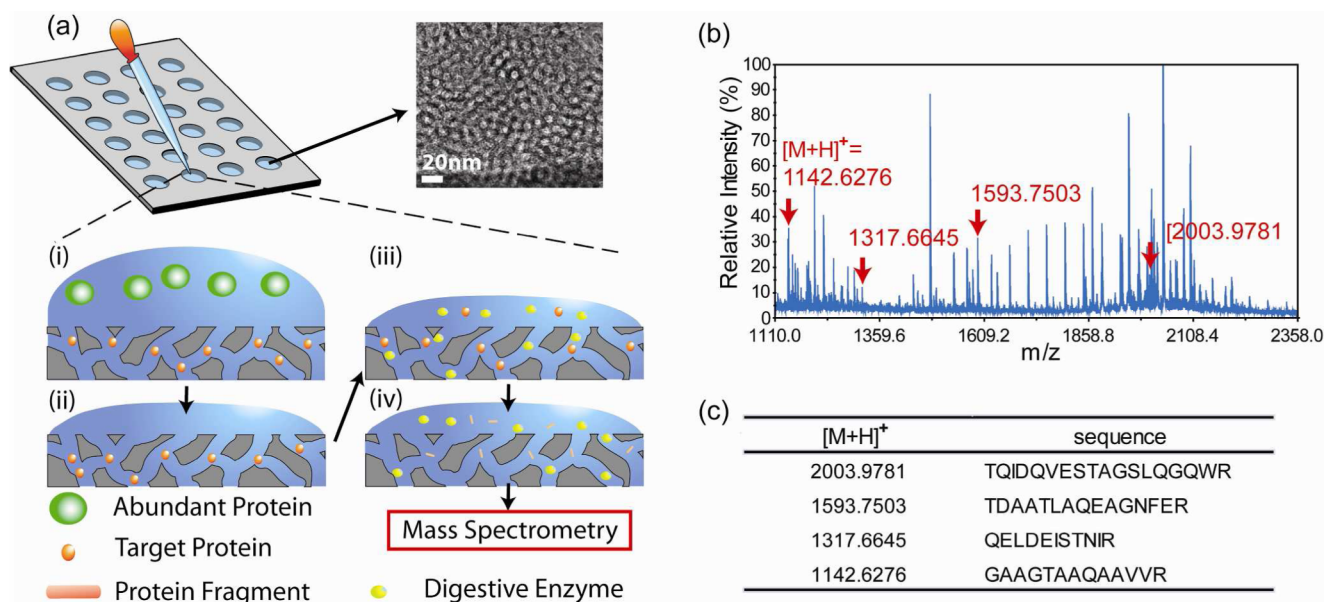 (a)
20nm
(i)
(ii)
(iii)
(iv)
Mass Spectrometry
Abundant Protein
Target Protein
Protein Fragment
Digestive Enzyme
(b)
Relative Intensity (%)
100
90
80
70
60
50
40
30
20
10
0
[M+H]⁺=
1142.6276
1317.6645
1593.7503
[2003.9781
1110.0 1359.6 1609.2 1858.8 2108.4 2358.0
m/z
(c)
[M+H]⁺ sequence
2003.9781 TQIDQVESTAGSLQGQWR
1593.7503 TDAATLAQEAGNFER
1317.6645 QELDEISTNIR
1142.6276 GAAGTAAQAAVVR